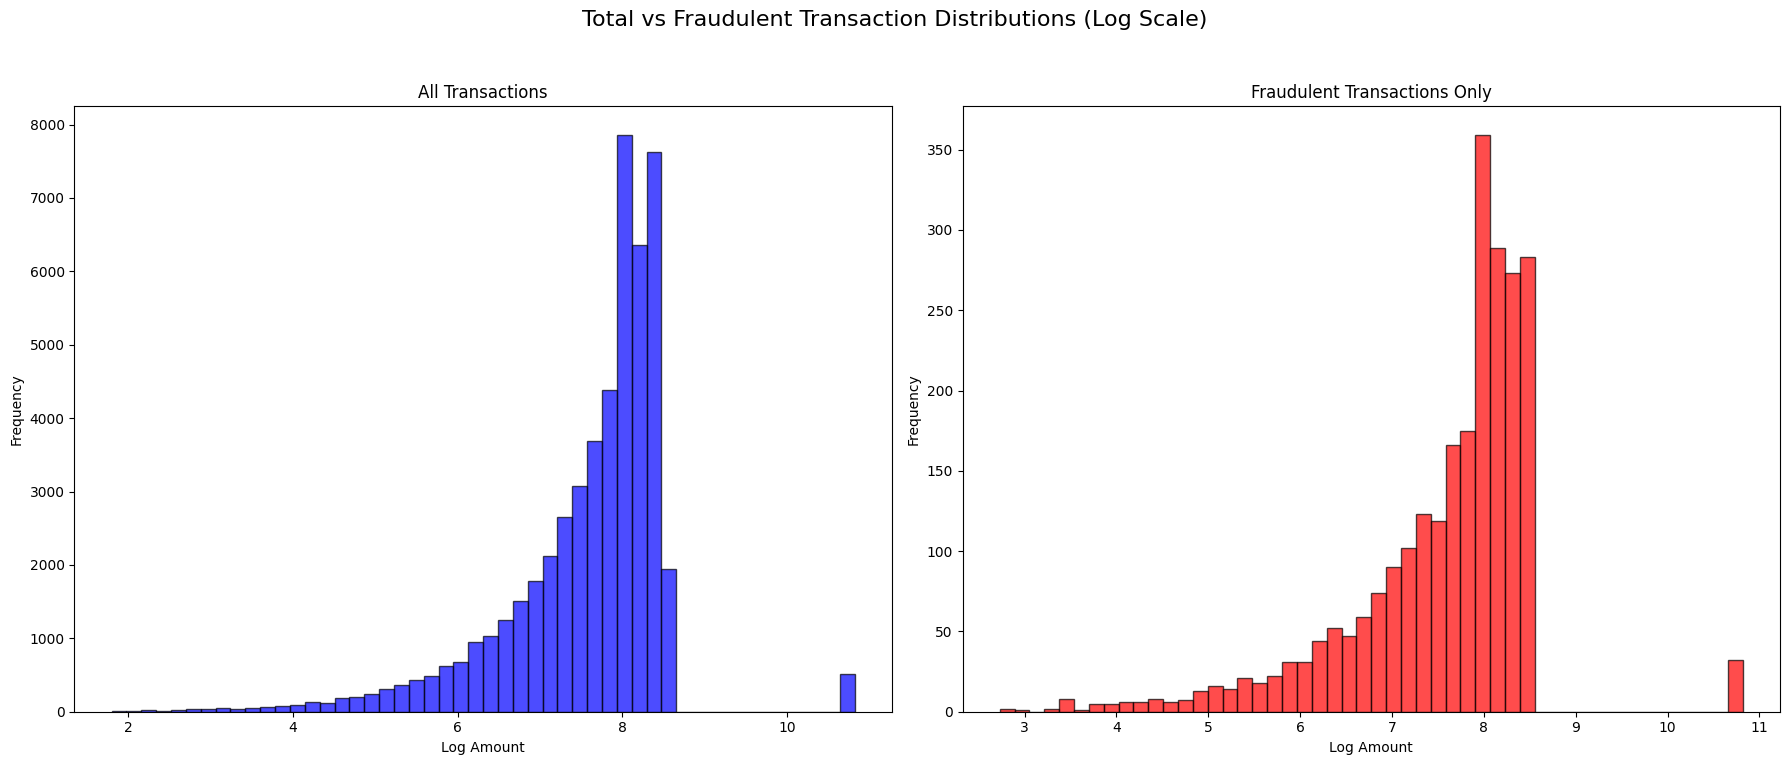 Total vs Fraudulent Transaction Distributions (Log Scale)
All Transactions
Frequency
8000
7000
6000
5000
4000
3000
2000
1000
0
2 4 6 8 10
Log Amount
Fraudulent Transactions Only
Frequency
350
300
250
200
150
100
50
0
3 4 5 6 7 8 9 10 11
Log Amount